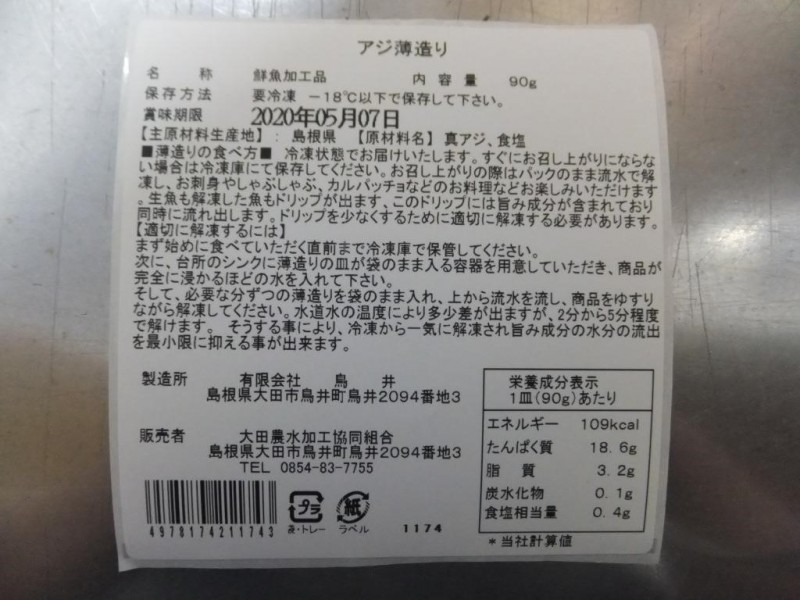 アジ薄造り
名 称 鮮魚加工品 内 容 量 90g
保存方法 要冷凍 －18℃以下で保存して下さい。
賞味期限 2020年05月07日
【主原材料生産地】： 島根県 【原材料名】 真アジ、食塩
■薄造りの食べ方■ 冷凍状態でお届けいたします。すぐにお召し上がりにならな
い場合は冷凍庫にて保存してください。お召し上がりの際はパックのまま流水で解
凍し、お刺身やしゃぶしゃぶ、カルパッチョなどのお料理などお楽しみいただけます
。生魚も解凍した魚もドリップが出ます、このドリップには旨み成分が含まれており
同時に流れ出します。ドリップを少なくするために適切に解凍する必要があります。
【適切に解凍するには】
まず始めに食べていただく直前まで冷凍庫で保管してください。
次に、台所のシンクに薄造りの皿が袋のまま入る容器を用意していただき、商品が
完全に浸かるほどの水を入れて下さい。
そして、必要な分ずつの薄造りを袋のまま入れ、上から流水を流し、商品をゆすり
ながら解凍してください。水道水の温度により多少差が出ますが、2分から5分程度
で解けます。 そうする事により、冷凍から一気に解凍され旨み成分の水分の流出
を最小限に抑える事が出来ます。
製造所 有限会社 鳥 井
島根県大田市鳥井町鳥井2094番地3
販売者 大田農水加工協同組合
島根県大田市鳥井町鳥井2094番地3
TEL 0854-83-7755
栄養成分表示
1皿(90g)あたり
エネルギー 109kcal
たんぱく質 18.6g
脂 質 3.2g
炭水化物 0.1g
食塩相当量 0.4g
＊当社計算値
4978174211743
プラ
袋・トレー
紙
ラベル
1174